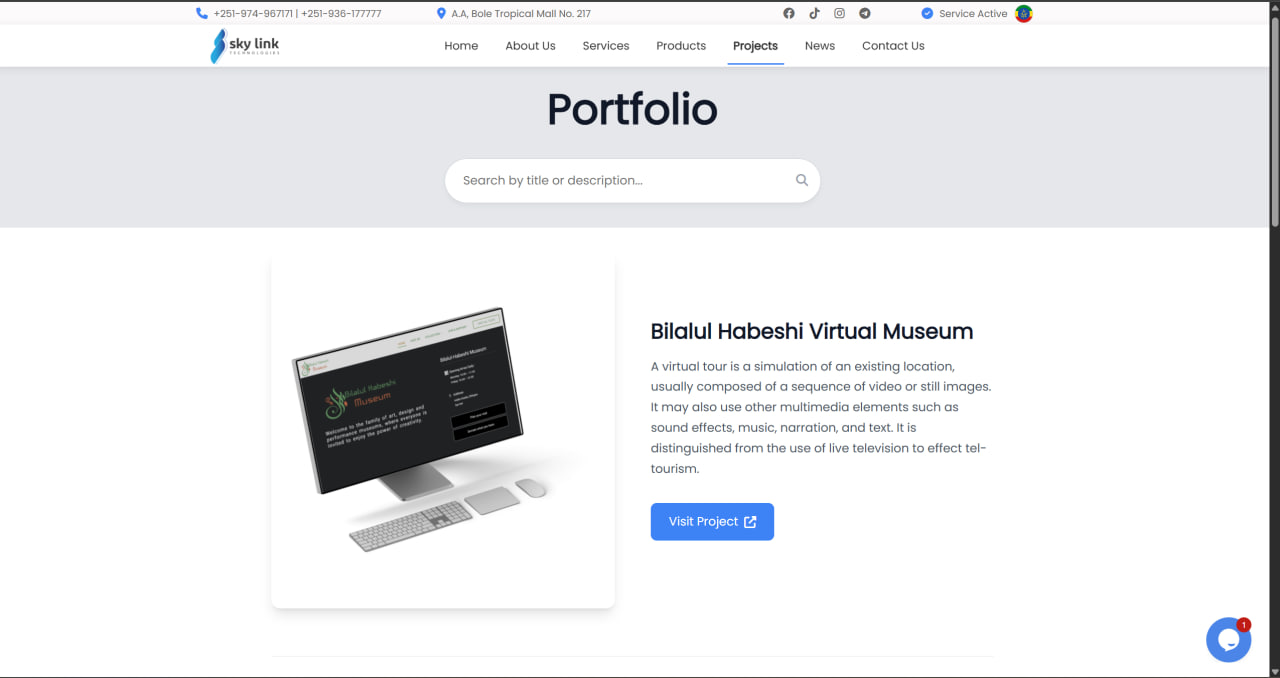 +251-974-967171 | +251-936-177777
A.A, Bole Tropical Mall No. 217
Service Active
sky link
TECHNOLOGIES
Home
About Us
Services
Products
Projects
News
Contact Us
Portfolio
Search by title or description...
Bilalul Habeshi
Museum
Welcome to the family of art, design and
performance museums, where everyone is
invited to enjoy the power of creativity.
Bilalul Habeshi Museum
Bilalul Habeshi Virtual Museum
A virtual tour is a simulation of an existing location,
usually composed of a sequence of video or still images.
It may also use other multimedia elements such as
sound effects, music, narration, and text. It is
distinguished from the use of live television to effect tel-
tourism.
Visit Project
1